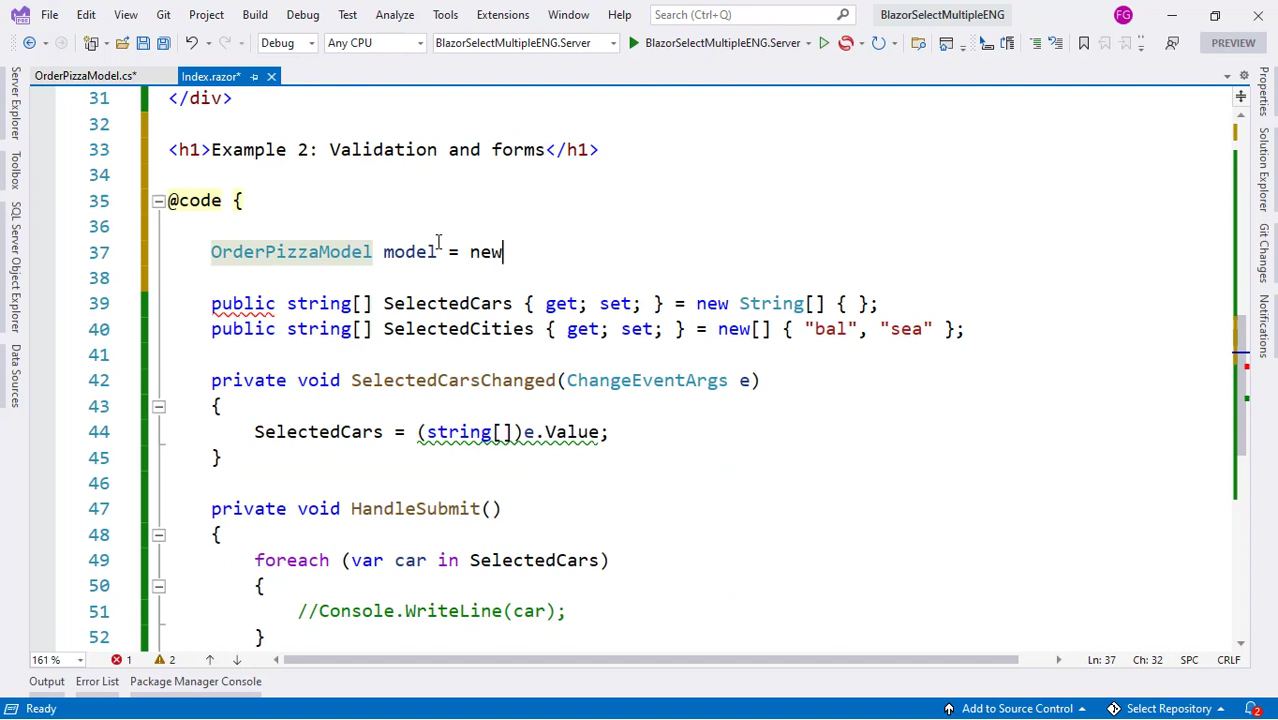 File Edit View Git Project Build Debug Test Analyze Tools Extensions Window Help Search (Ctrl+Q) BlazorSelectMultipleENG FG
Debug Any CPU BlazorSelectMultipleENG.Server BlazorSelectMultipleENG.Server PREVIEW
OrderPizzaModel.cs* Index.razor*
31 </div>
32
33 <h1>Example 2: Validation and forms</h1>
34
35 @code {
36
37 OrderPizzaModel model = new
38
39 public string[] SelectedCars { get; set; } = new String[] { };
40 public string[] SelectedCities { get; set; } = new[] { "bal", "sea" };
41
42 private void SelectedCarsChanged(ChangeEventArgs e)
43 {
44 SelectedCars = (string[])e.Value;
45 }
46
47 private void HandleSubmit()
48 {
49 foreach (var car in SelectedCars)
50 {
51 //Console.WriteLine(car);
52 }
161 % 1 2 Ln: 37 Ch: 32 SPC CRLF
Output Error List Package Manager Console
Ready Add to Source Control Select Repository 2
Server Explorer
Toolbox
SQL Server Object Explorer
Data Sources
Properties
Solution Explorer
Git Changes
Notifications